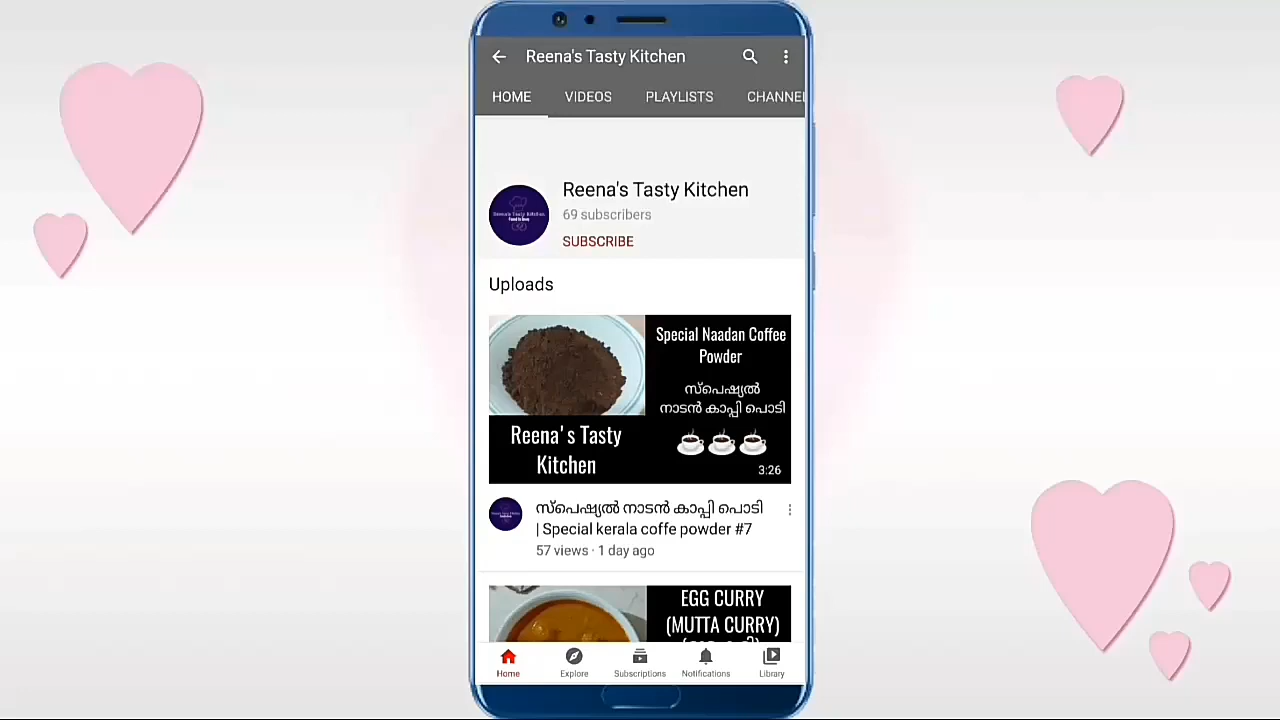 Reena's Tasty Kitchen
HOME VIDEOS PLAYLISTS CHANNEL
Reena's Tasty Kitchen
69 subscribers
SUBSCRIBE
Uploads
Special Naadan Coffee
Powder
സ്പെഷ്യൽ
നാടൻ കാപ്പി പൊടി
Reena's Tasty
Kitchen
3:26
സ്പെഷ്യൽ നാടൻ കാപ്പി പൊടി
| Special kerala coffe powder #7
57 views · 1 day ago
EGG CURRY
(MUTTA CURRY)
Home Explore Subscriptions Notifications Library